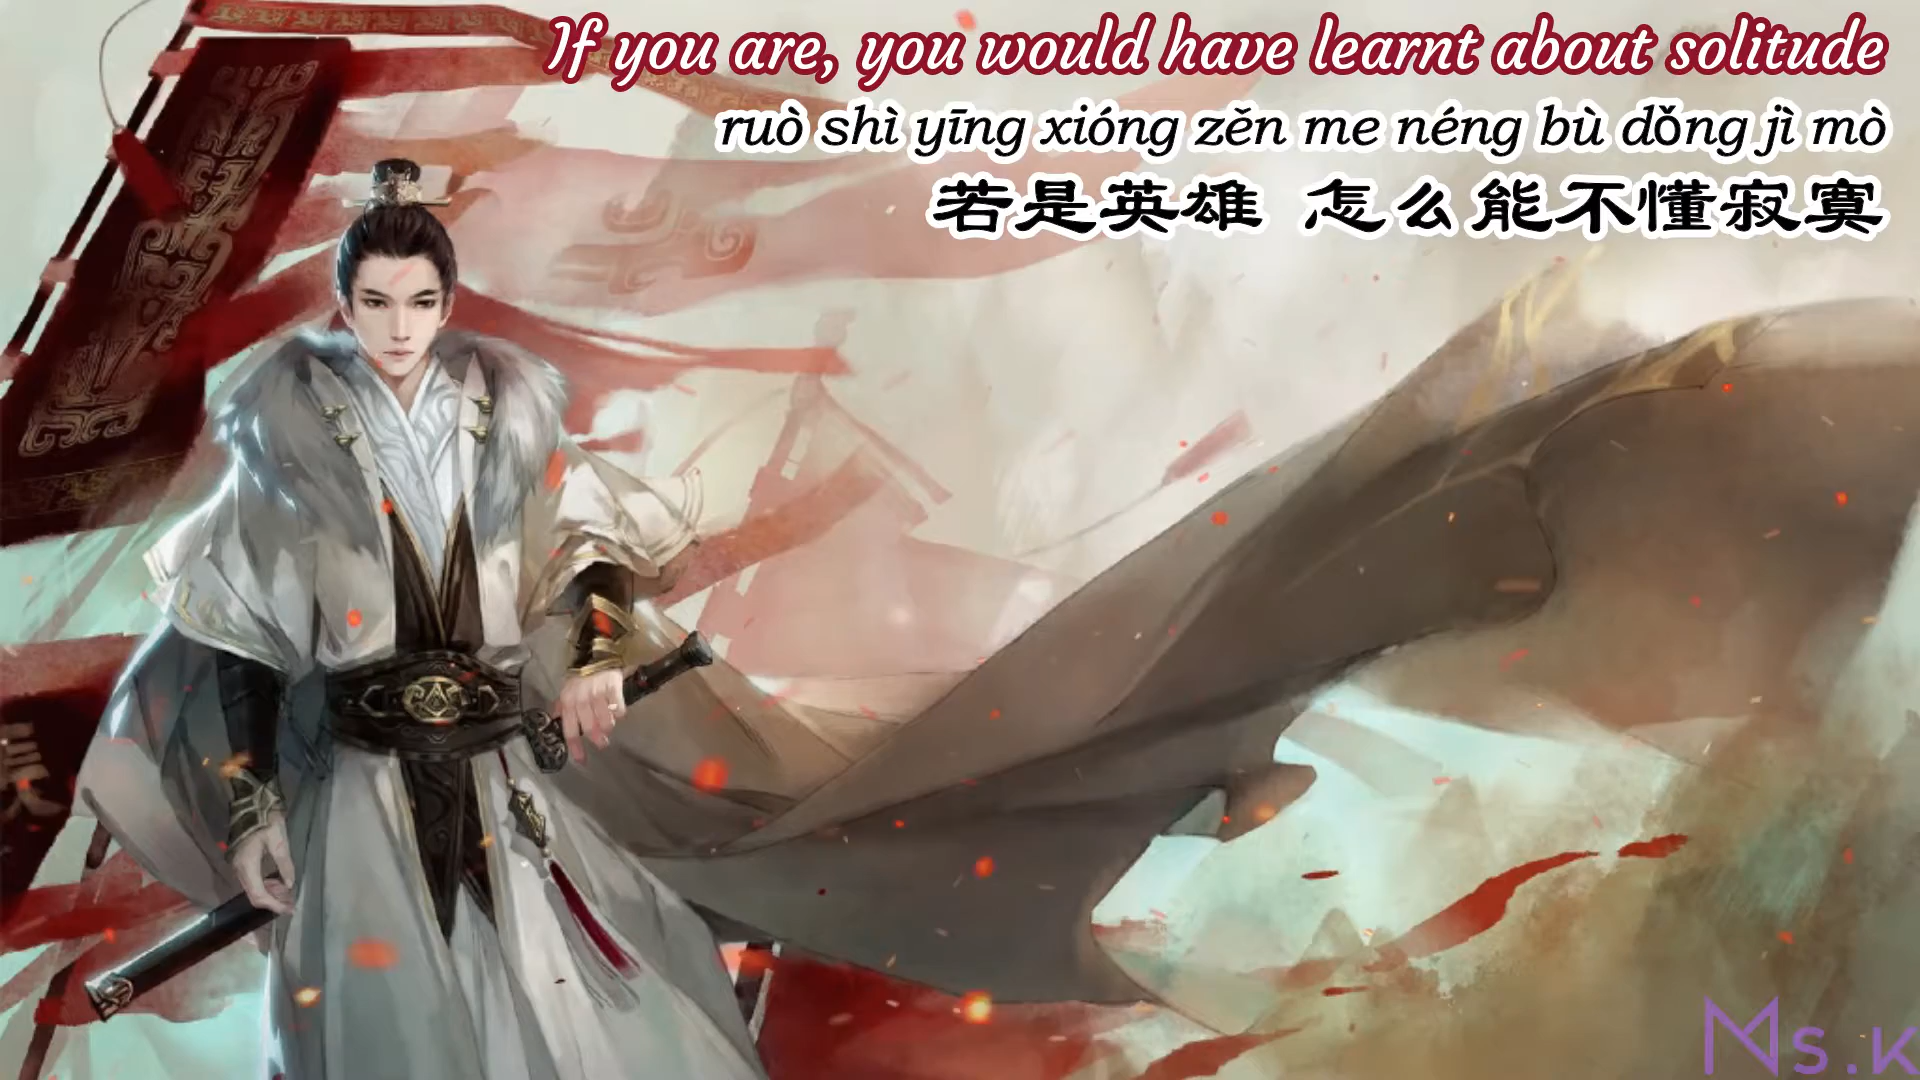 If you are, you would have learnt about solitude
ruò shì yīng xióng zěn me néng bù dǒng jì mò
若是英雄 怎么能不懂寂寞
Ms.K